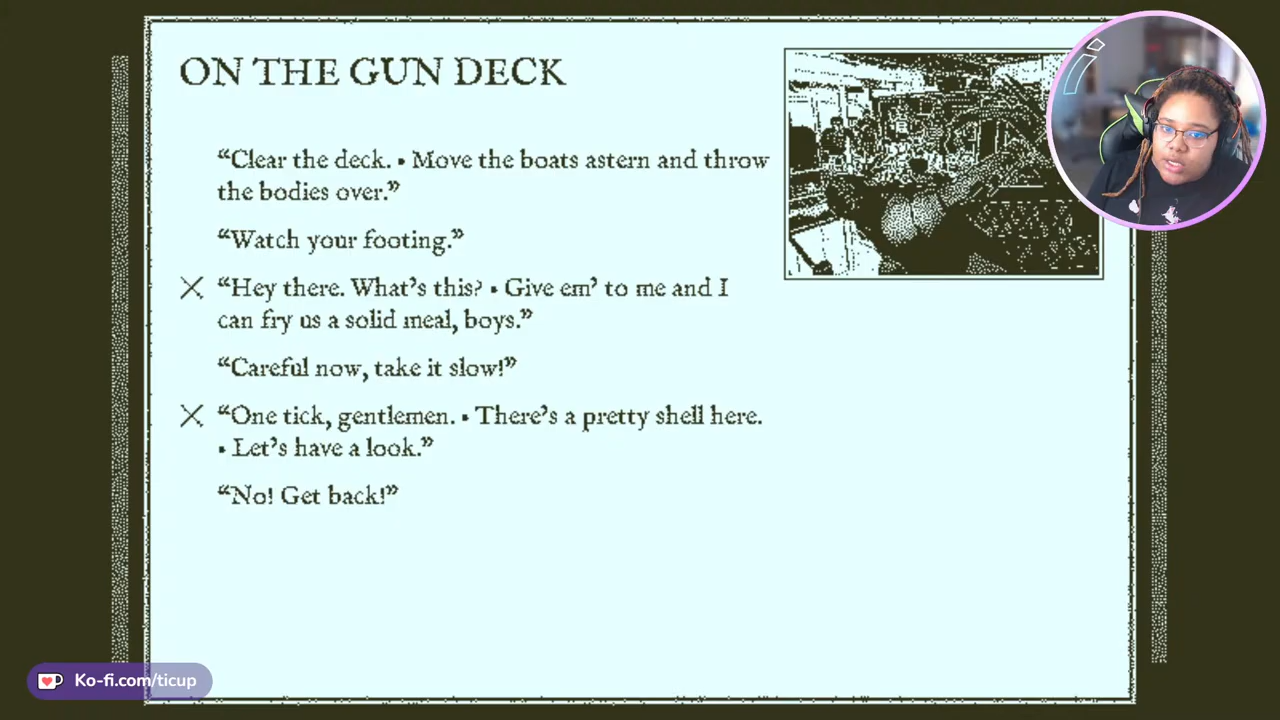 ON THE GUN DECK
“Clear the deck. • Move the boats astern and throw
the bodies over.”
“Watch your footing.”
“Hey there. What’s this? • Give em’ to me and I
can fry us a solid meal, boys.”
“Careful now, take it slow!”
“One tick, gentlemen. • There’s a pretty shell here.
• Let’s have a look.”
“No! Get back!”
Ko-fi.com/ticup